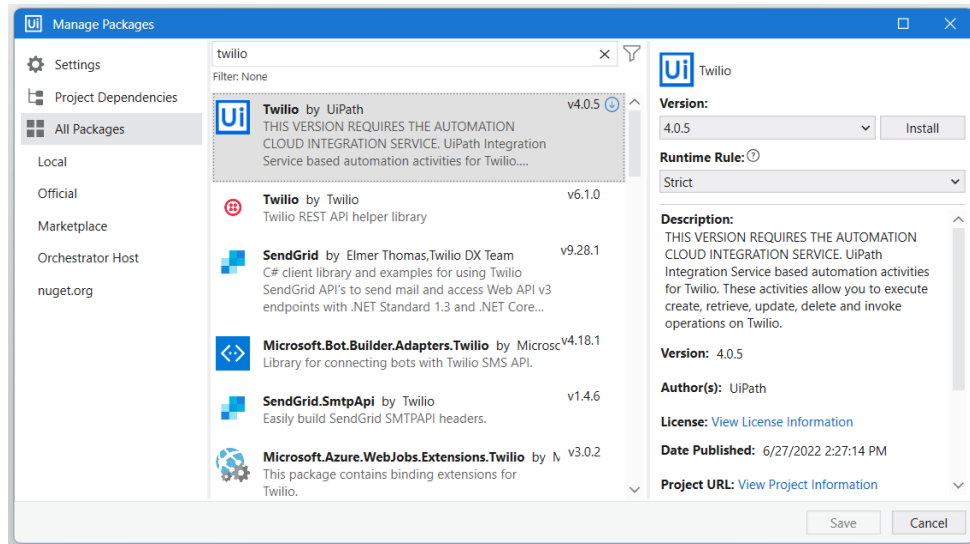 Ui Manage Packages
Settings
Project Dependencies
All Packages
Local
Official
Marketplace
Orchestrator Host
nuget.org
twilio
Filter: None
Ui
Twilio by UiPath v4.0.5
THIS VERSION REQUIRES THE AUTOMATION
CLOUD INTEGRATION SERVICE. UiPath Integration
Service based automation activities for Twilio....
Twilio by Twilio v6.1.0
Twilio REST API helper library
SendGrid by Elmer Thomas,Twilio DX Team v9.28.1
C# client library and examples for using Twilio
SendGrid API's to send mail and access Web API v3
endpoints with .NET Standard 1.3 and .NET Core...
Microsoft.Bot.Builder.Adapters.Twilio by Microsc v4.18.1
Library for connecting bots with Twilio SMS API.
SendGrid.SmtpApi by Twilio v1.4.6
Easily build SendGrid SMTPAPI headers.
Microsoft.Azure.WebJobs.Extensions.Twilio by v3.0.2
This package contains binding extensions for
Twilio.
Ui Twilio
Version:
4.0.5 Install
Runtime Rule: ?
Strict
Description:
THIS VERSION REQUIRES THE AUTOMATION
CLOUD INTEGRATION SERVICE. UiPath
Integration Service based automation activities
for Twilio. These activities allow you to execute
create, retrieve, update, delete and invoke
operations on Twilio.
Version: 4.0.5
Author(s): UiPath
License: View License Information
Date Published: 6/27/2022 2:27:14 PM
Project URL: View Project Information
Save Cancel